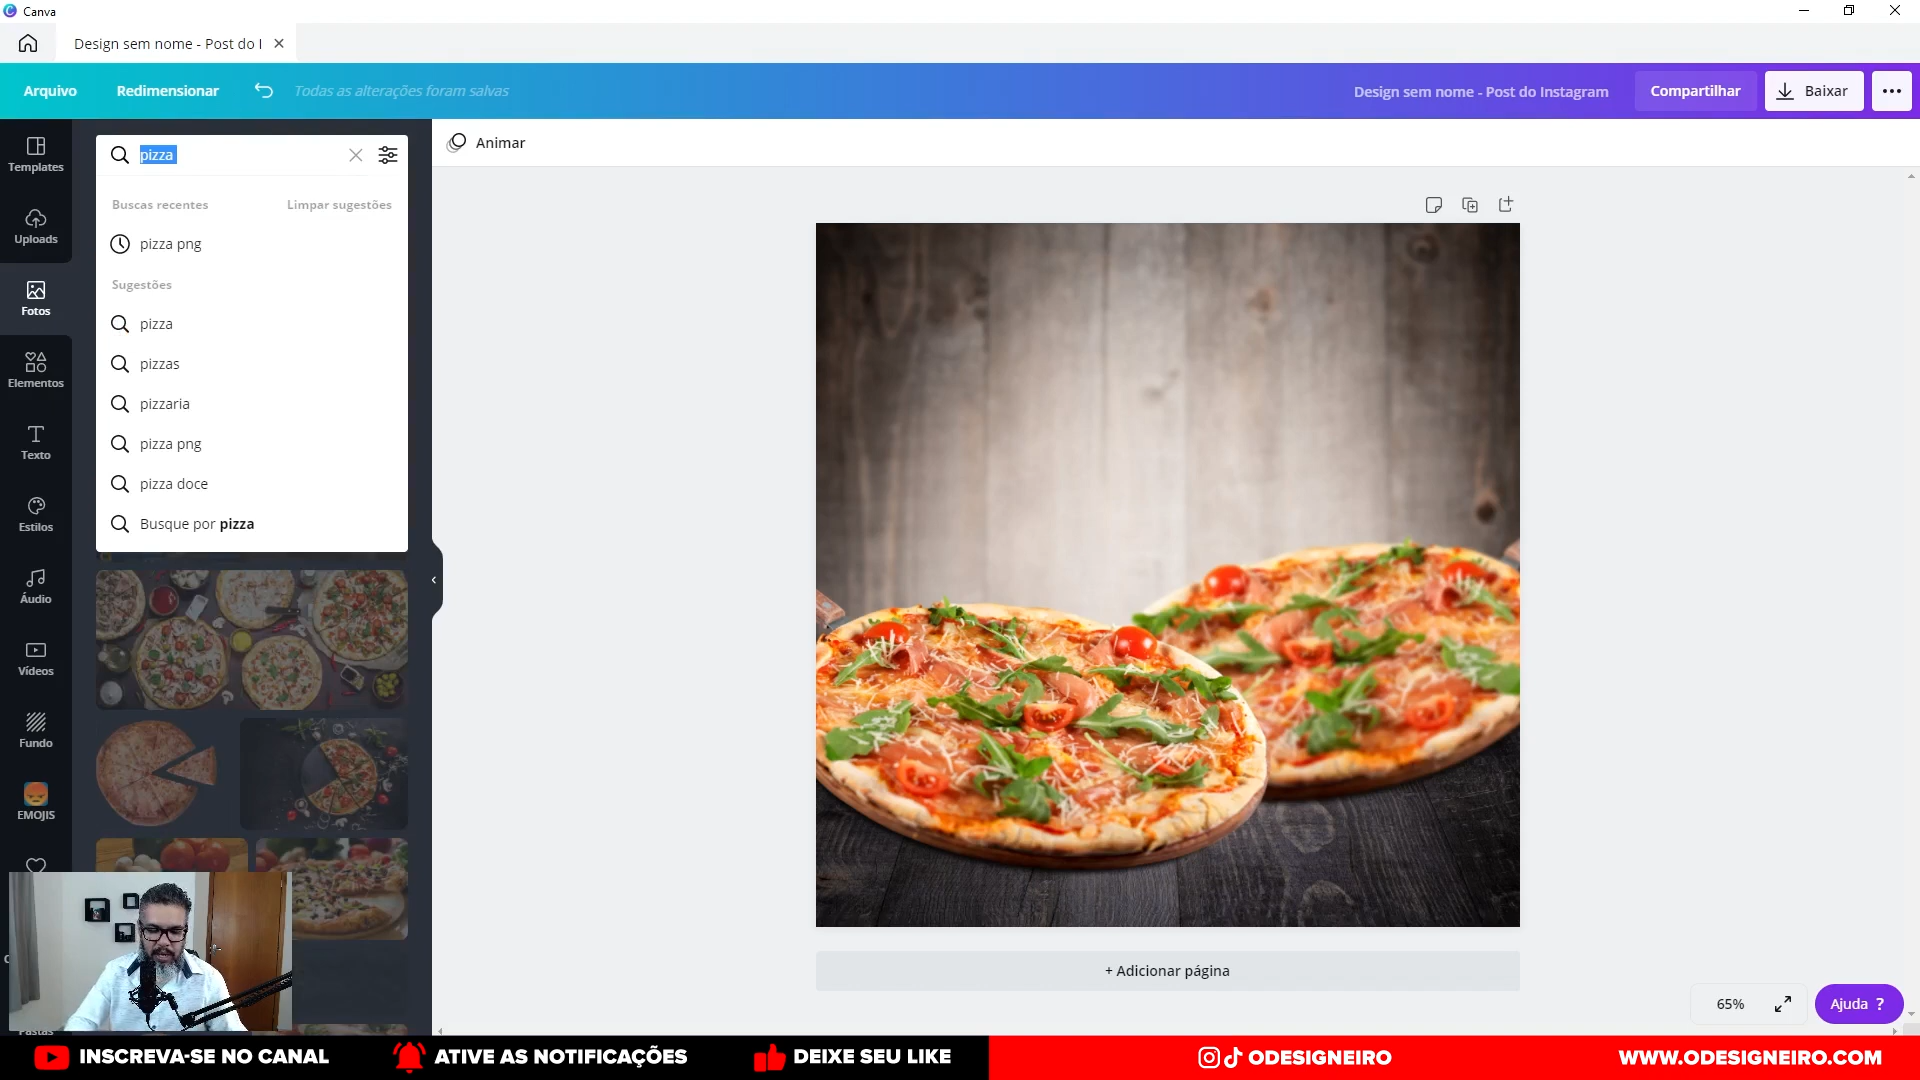 Canva
Design sem nome - Post do I
Arquivo
Redimensionar
Todas as alterações foram salvas
Design sem nome - Post do Instagram
Compartilhar
Baixar
Templates
Uploads
Fotos
Elementos
Texto
Estilos
Áudio
Vídeos
Fundo
EMOJIS
Pastas
pizza
Buscas recentes
Limpar sugestões
pizza png
Sugestões
pizza
pizzas
pizzaria
pizza png
pizza doce
Busque por pizza
Animar
+ Adicionar página
65%
Ajuda ?
INSCREVA-SE NO CANAL
ATIVE AS NOTIFICAÇÕES
DEIXE SEU LIKE
ODESIGNEIRO
WWW.ODESIGNEIRO.COM